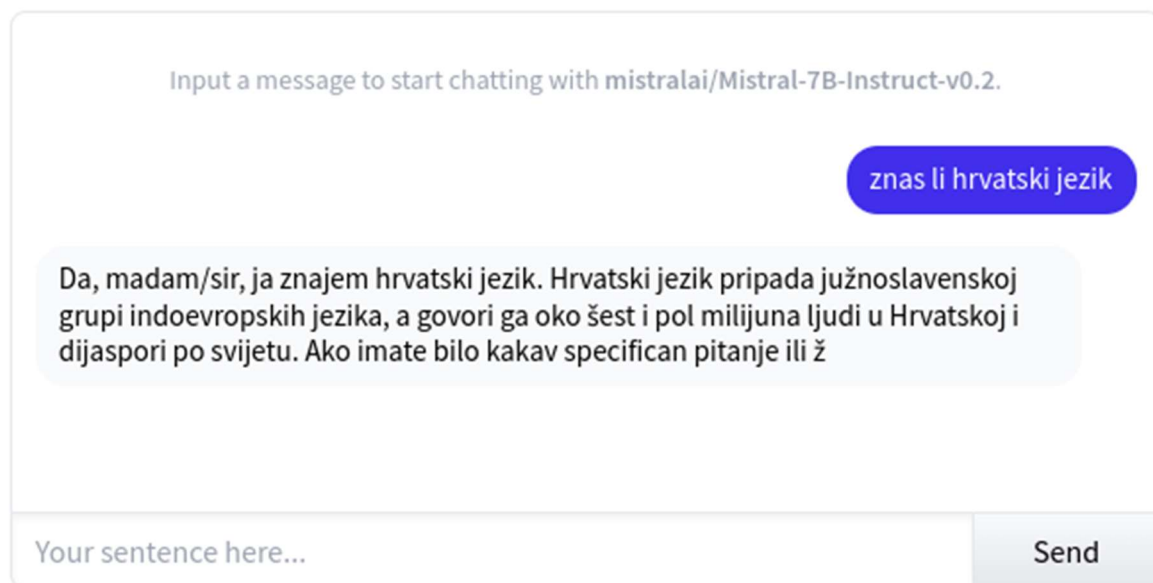 Input a message to start chatting with mistralai/Mistral-7B-Instruct-v0.2.
znas li hrvatski jezik
Da, madam/sir, ja znajem hrvatski jezik. Hrvatski jezik pripada južnoslavenskoj
grupi indoevropskih jezika, a govori ga oko šest i pol milijuna ljudi u Hrvatskoj i
dijaspori po svijetu. Ako imate bilo kakav specifican pitanje ili ž
Your sentence here...
Send